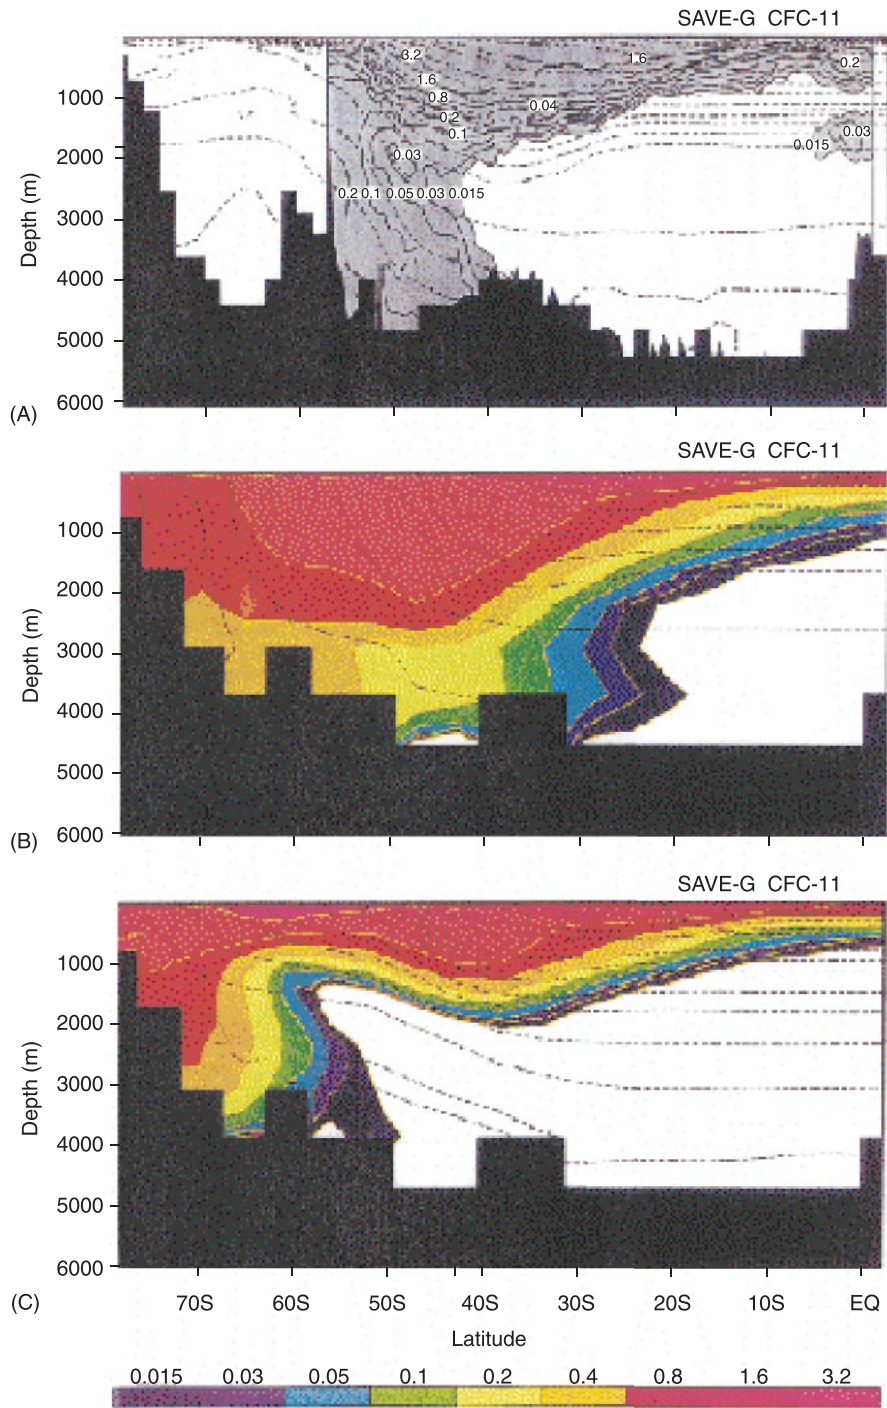 SAVE-G CFC-11
3.2
1.6
0.2
1.6
0.8
0.04
0.2
0.1
0.03
0.03
0.015
0.2 0.1 0.05 0.03 0.015
1000
2000
3000
4000
5000
6000
Depth (m)
(A)
SAVE-G CFC-11
1000
2000
3000
4000
5000
6000
Depth (m)
(B)
SAVE-G CFC-11
1000
2000
3000
4000
5000
6000
Depth (m)
(C)
70S 60S 50S 40S 30S 20S 10S EQ
Latitude
0.015 0.03 0.05 0.1 0.2 0.4 0.8 1.6 3.2